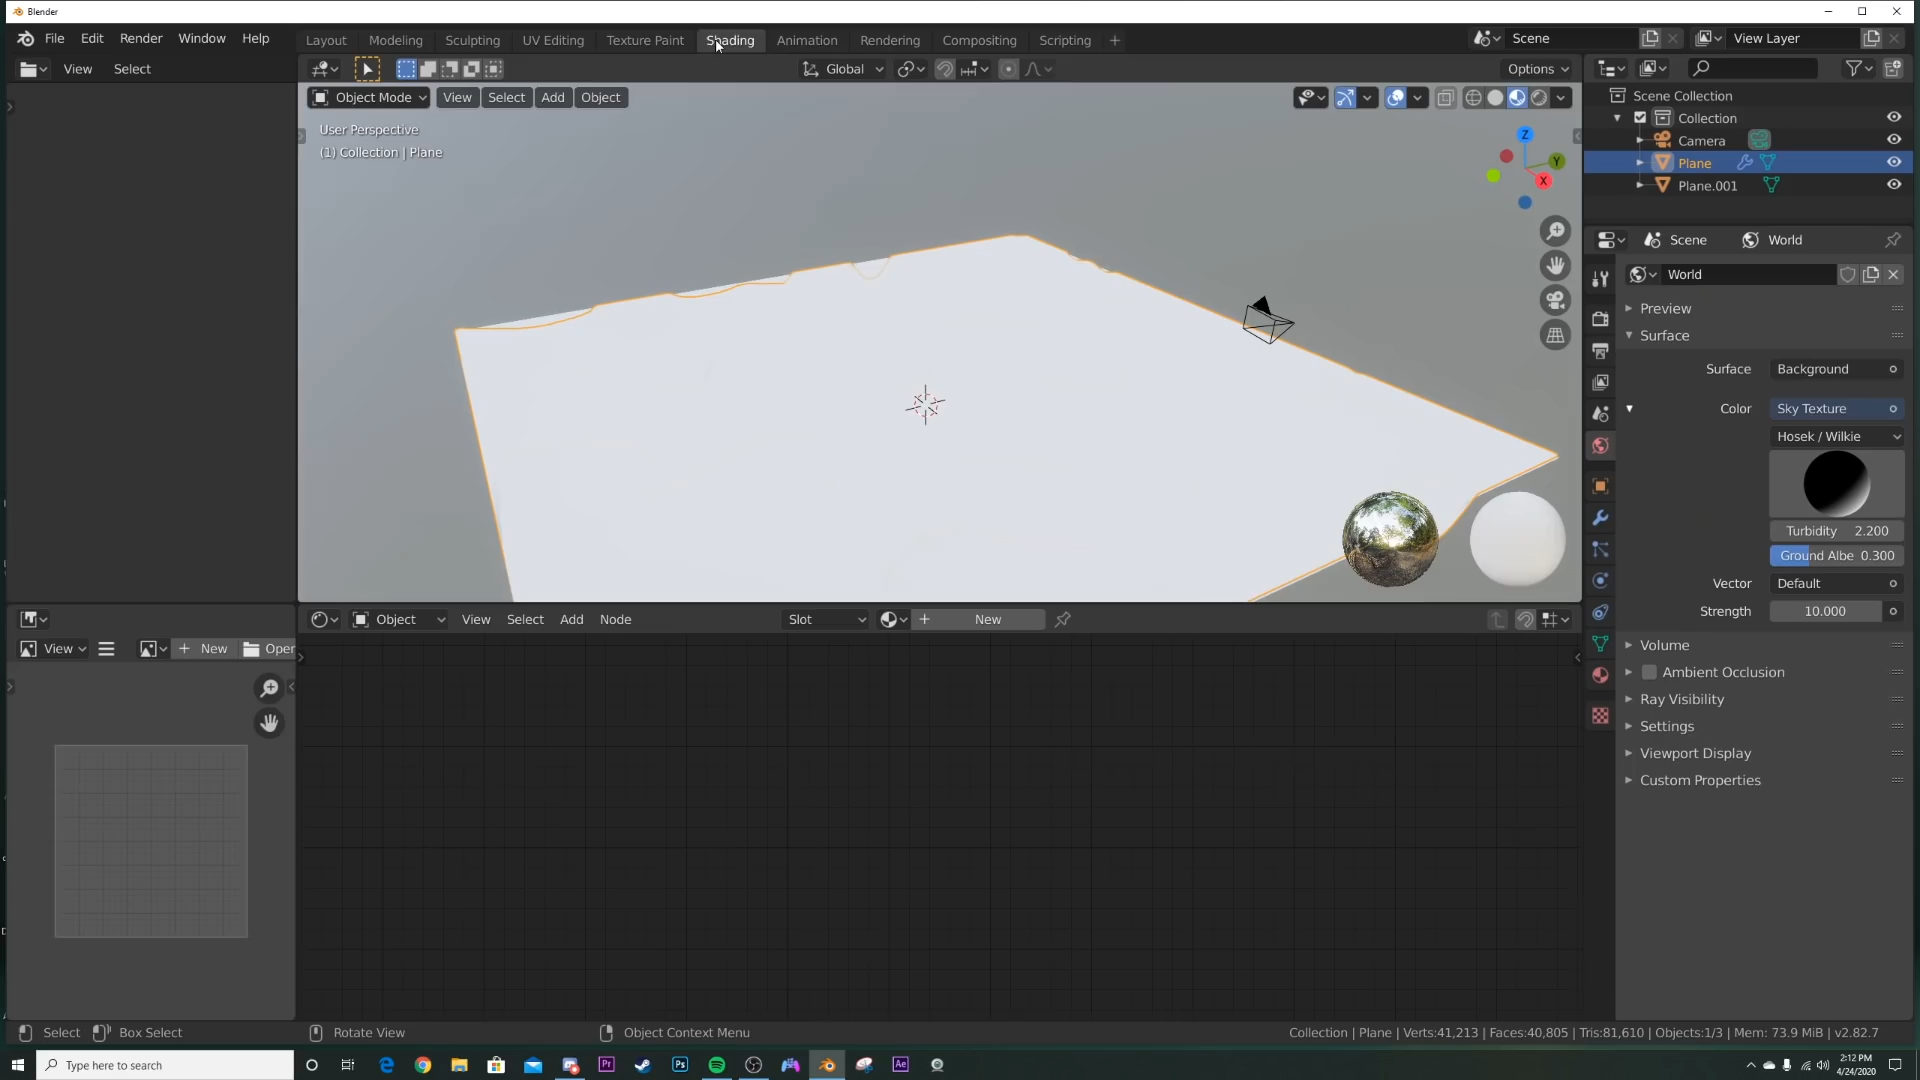 Blender
File Edit Render Window Help Layout Modeling Sculpting UV Editing Texture Paint Shading Animation Rendering Compositing Scripting + Scene View Layer
View Select Global Options
Object Mode View Select Add Object
User Perspective
(1) Collection | Plane
Z
Y
X
Scene Collection
Collection
Camera
Plane
Plane.001
Scene World
World
Preview
Surface
Surface Background
Color Sky Texture
Hosek / Wilkie
Turbidity 2.200
Ground Albe 0.300
Vector Default
Strength 10.000
Volume
Ambient Occlusion
Ray Visibility
Settings
Viewport Display
Custom Properties
Object View Select Add Node Slot + New
View + New Open
Select Box Select Rotate View Object Context Menu Collection | Plane | Verts:41,213 | Faces:40,805 | Tris:81,610 | Objects:1/3 | Mem: 73.9 MiB | v2.82.7
Type here to search
Pr Ps Ae
2:12 PM
4/24/2020